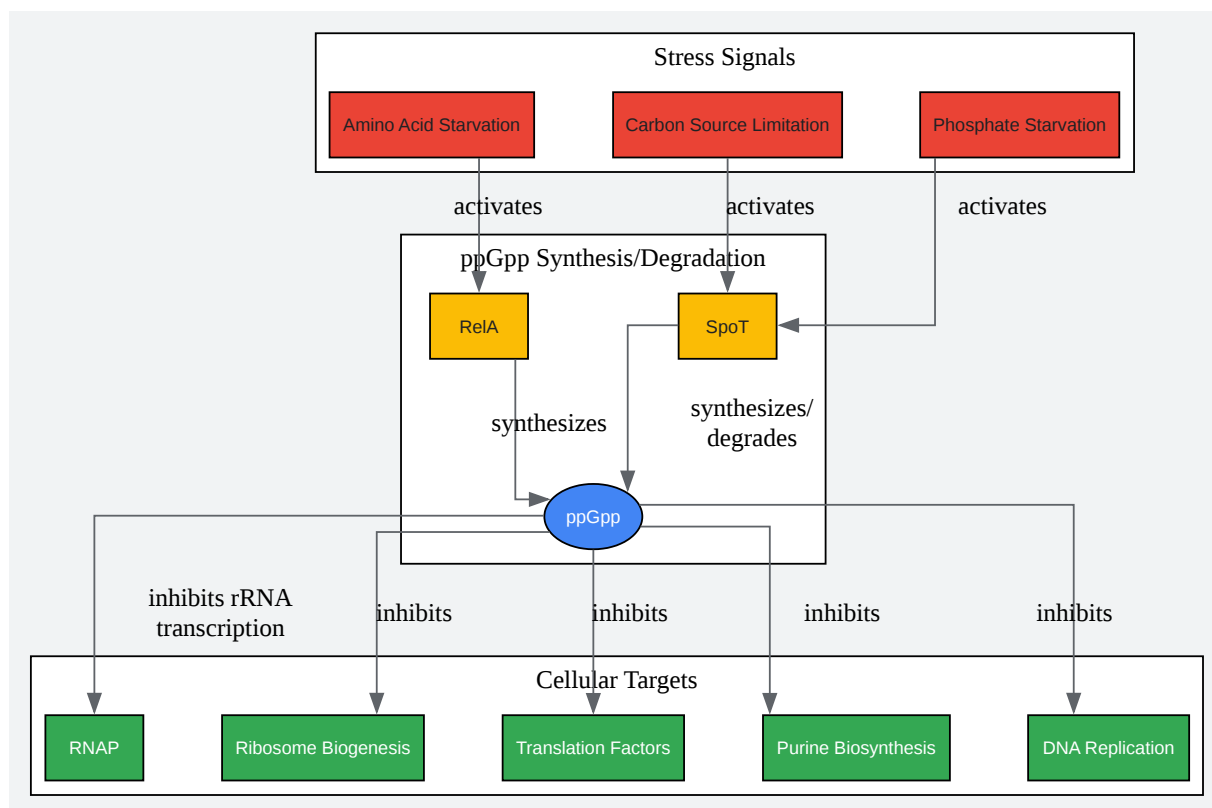 Stress Signals
Amino Acid Starvation
Carbon Source Limitation
Phosphate Starvation
activates
activates
activates
ppGpp Synthesis/Degradation
RelA
SpoT
synthesizes
synthesizes/
degrades
ppGpp
inhibits rRNA
transcription
inhibits
inhibits
inhibits
inhibits
Cellular Targets
RNAP
Ribosome Biogenesis
Translation Factors
Purine Biosynthesis
DNA Replication